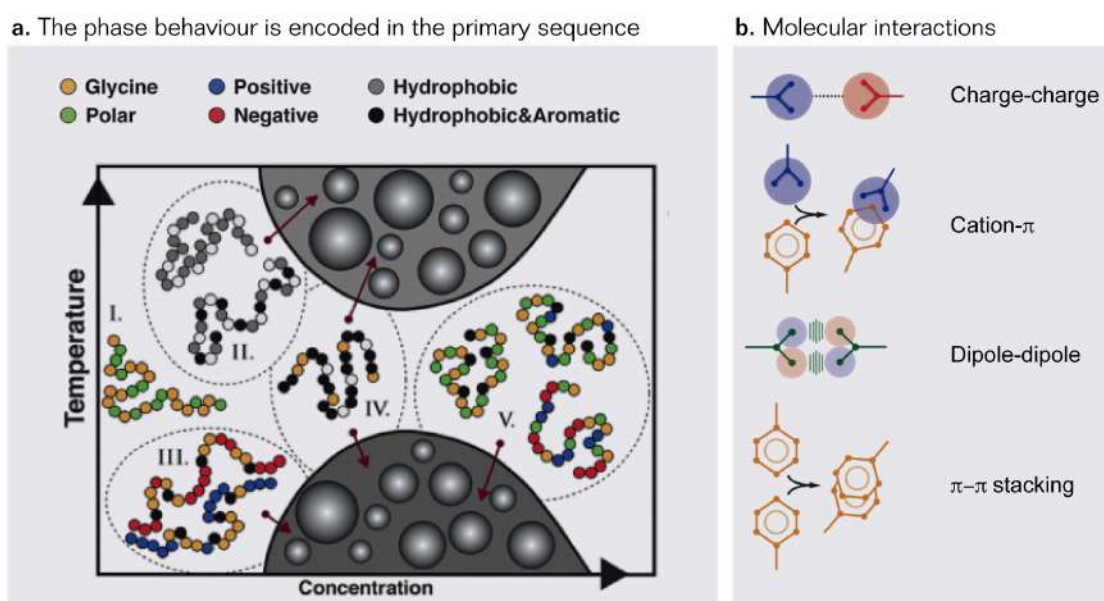 a. The phase behaviour is encoded in the primary sequence
Glycine
Positive
Hydrophobic
Polar
Negative
Hydrophobic&Aromatic
Temperature
I.
II.
III.
IV.
V.
Concentration
b. Molecular interactions
Charge-charge
Cation-π
Dipole-dipole
π–π stacking